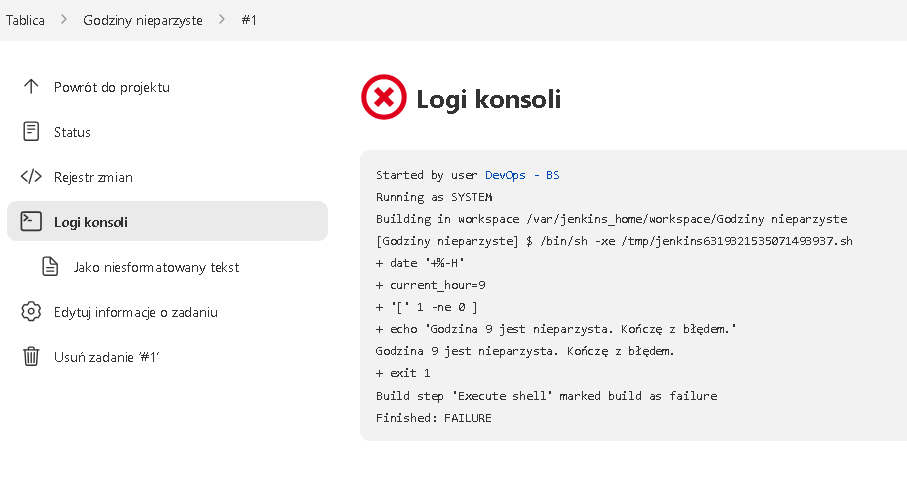 Tablica > Godziny nieparzyste > #1
Powrót do projektu
Status
Rejestr zmian
Logi konsoli
Jako niesformatowany tekst
Edytuj informacje o zadaniu
Usuń zadanie ‘#1’
Logi konsoli
Started by user DevOps - BS
Running as SYSTEM
Building in workspace /var/jenkins_home/workspace/Godziny nieparzyste
[Godziny nieparzyste] $ /bin/sh -xe /tmp/jenkins6319321535071493937.sh
+ date '+%-H'
+ current_hour=9
+ '[' 1 -ne 0 ]
+ echo 'Godzina 9 jest nieparzysta. Kończę z błędem.'
Godzina 9 jest nieparzysta. Kończę z błędem.
+ exit 1
Build step 'Execute shell' marked build as failure
Finished: FAILURE